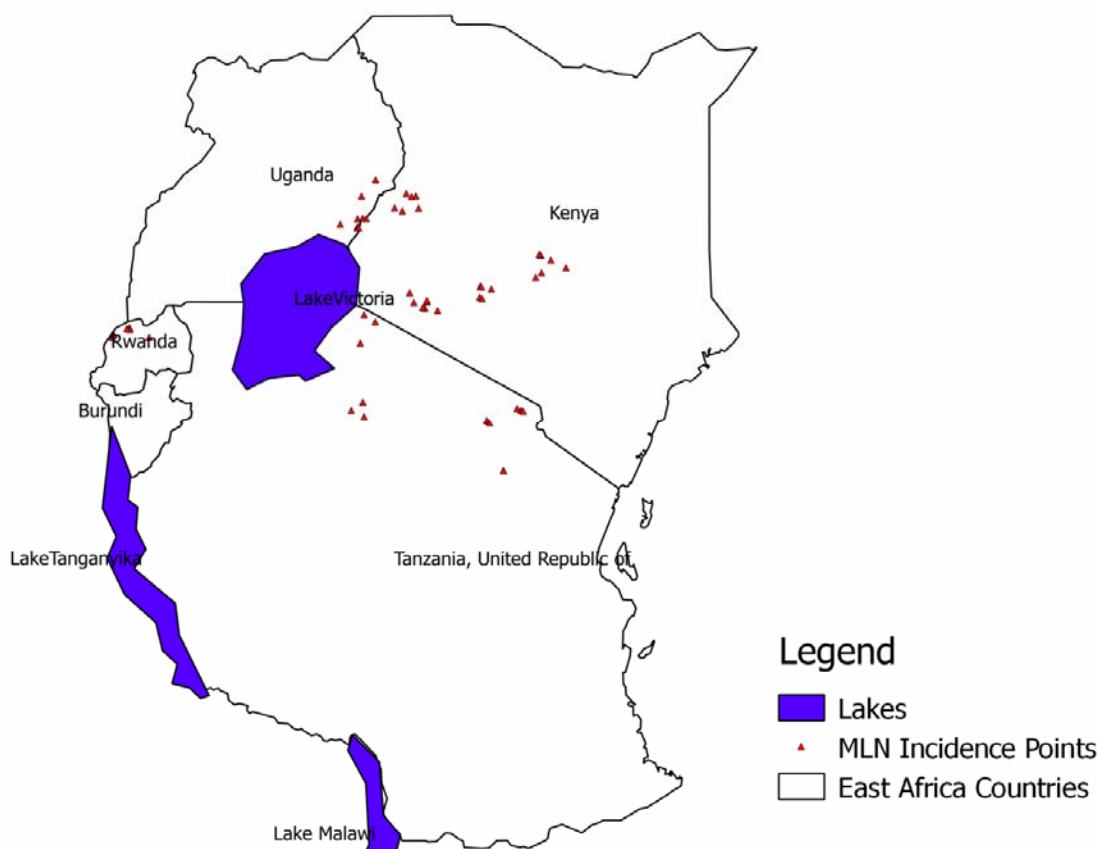 Uganda
Kenya
LakeVictoria
Rwanda
Burundi
LakeTanganyika
Tanzania, United Republic of
Lake Malawi
Legend
Lakes
MLN Incidence Points
East Africa Countries